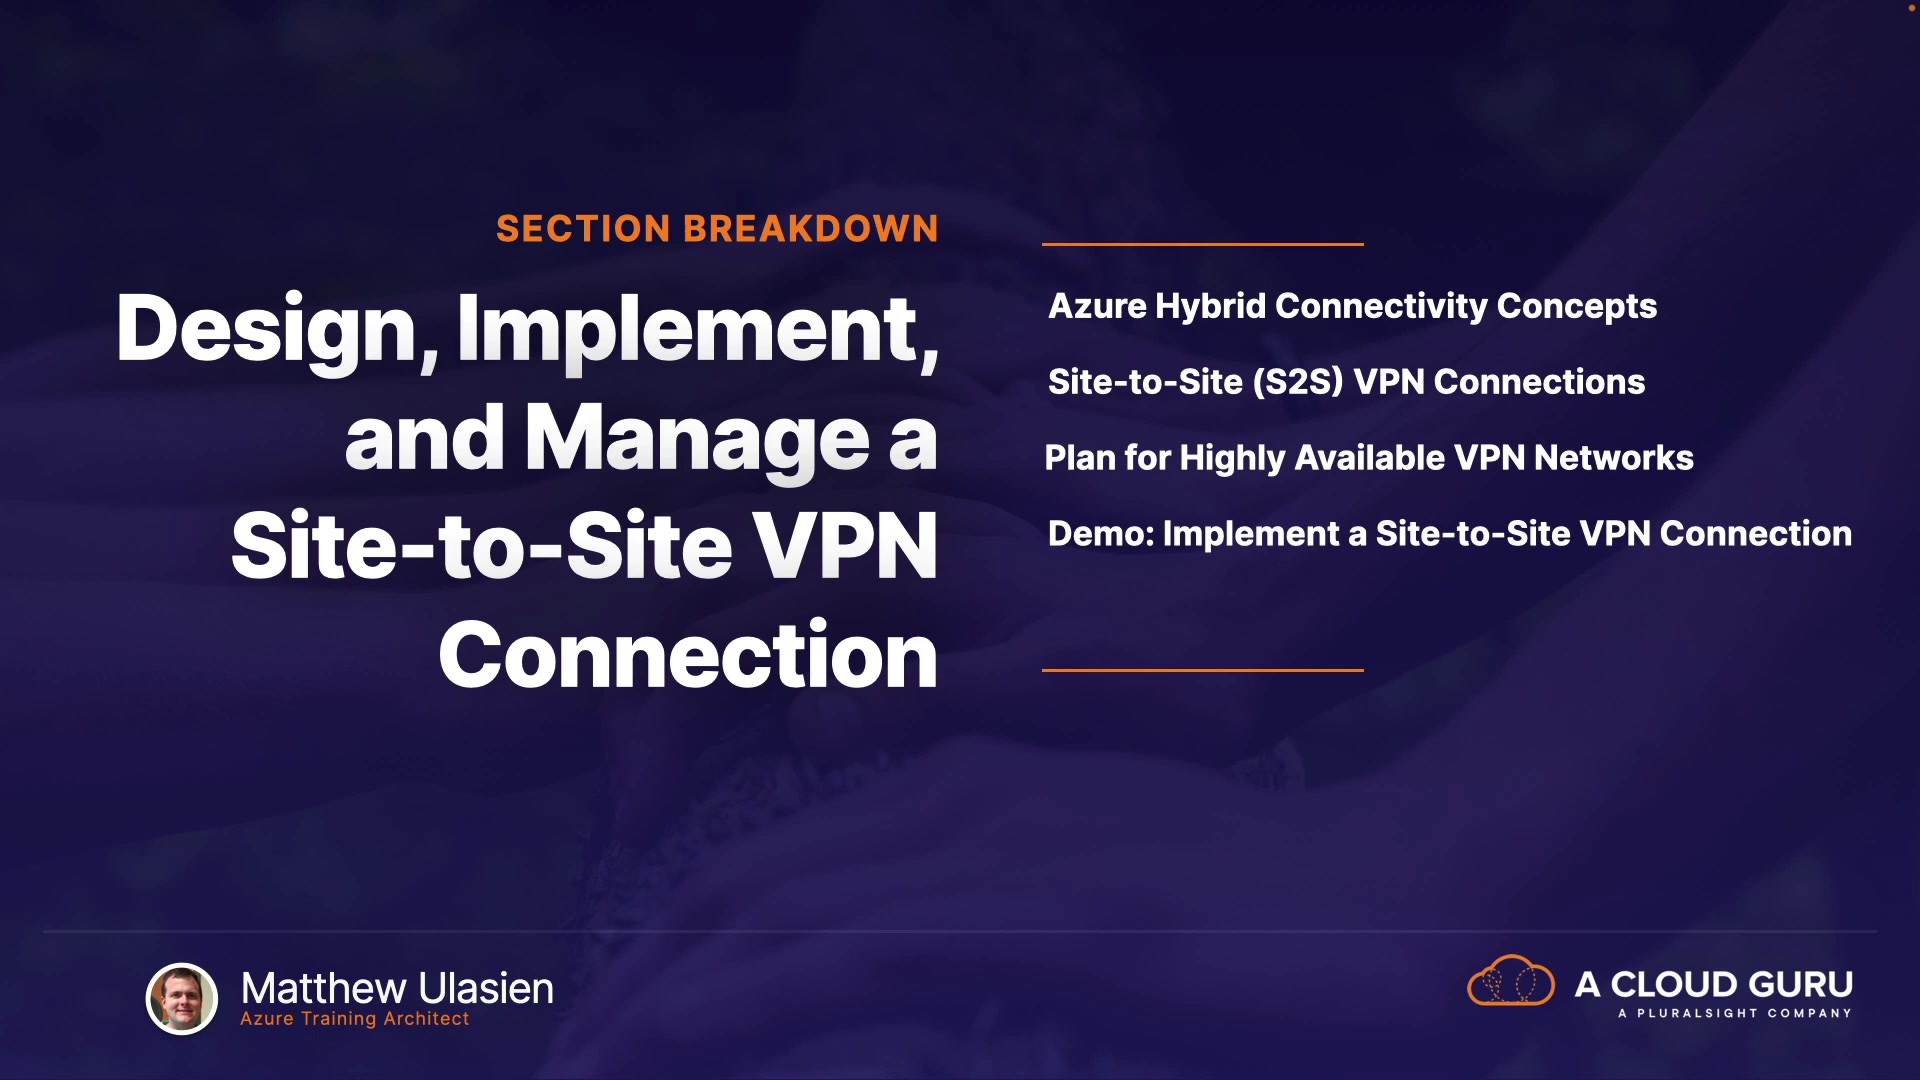 SECTION BREAKDOWN
Design, Implement,
and Manage a
Site-to-Site VPN
Connection
Azure Hybrid Connectivity Concepts
Site-to-Site (S2S) VPN Connections
Plan for Highly Available VPN Networks
Demo: Implement a Site-to-Site VPN Connection
Matthew Ulasien
Azure Training Architect
A CLOUD GURU
A PLURALSIGHT COMPANY